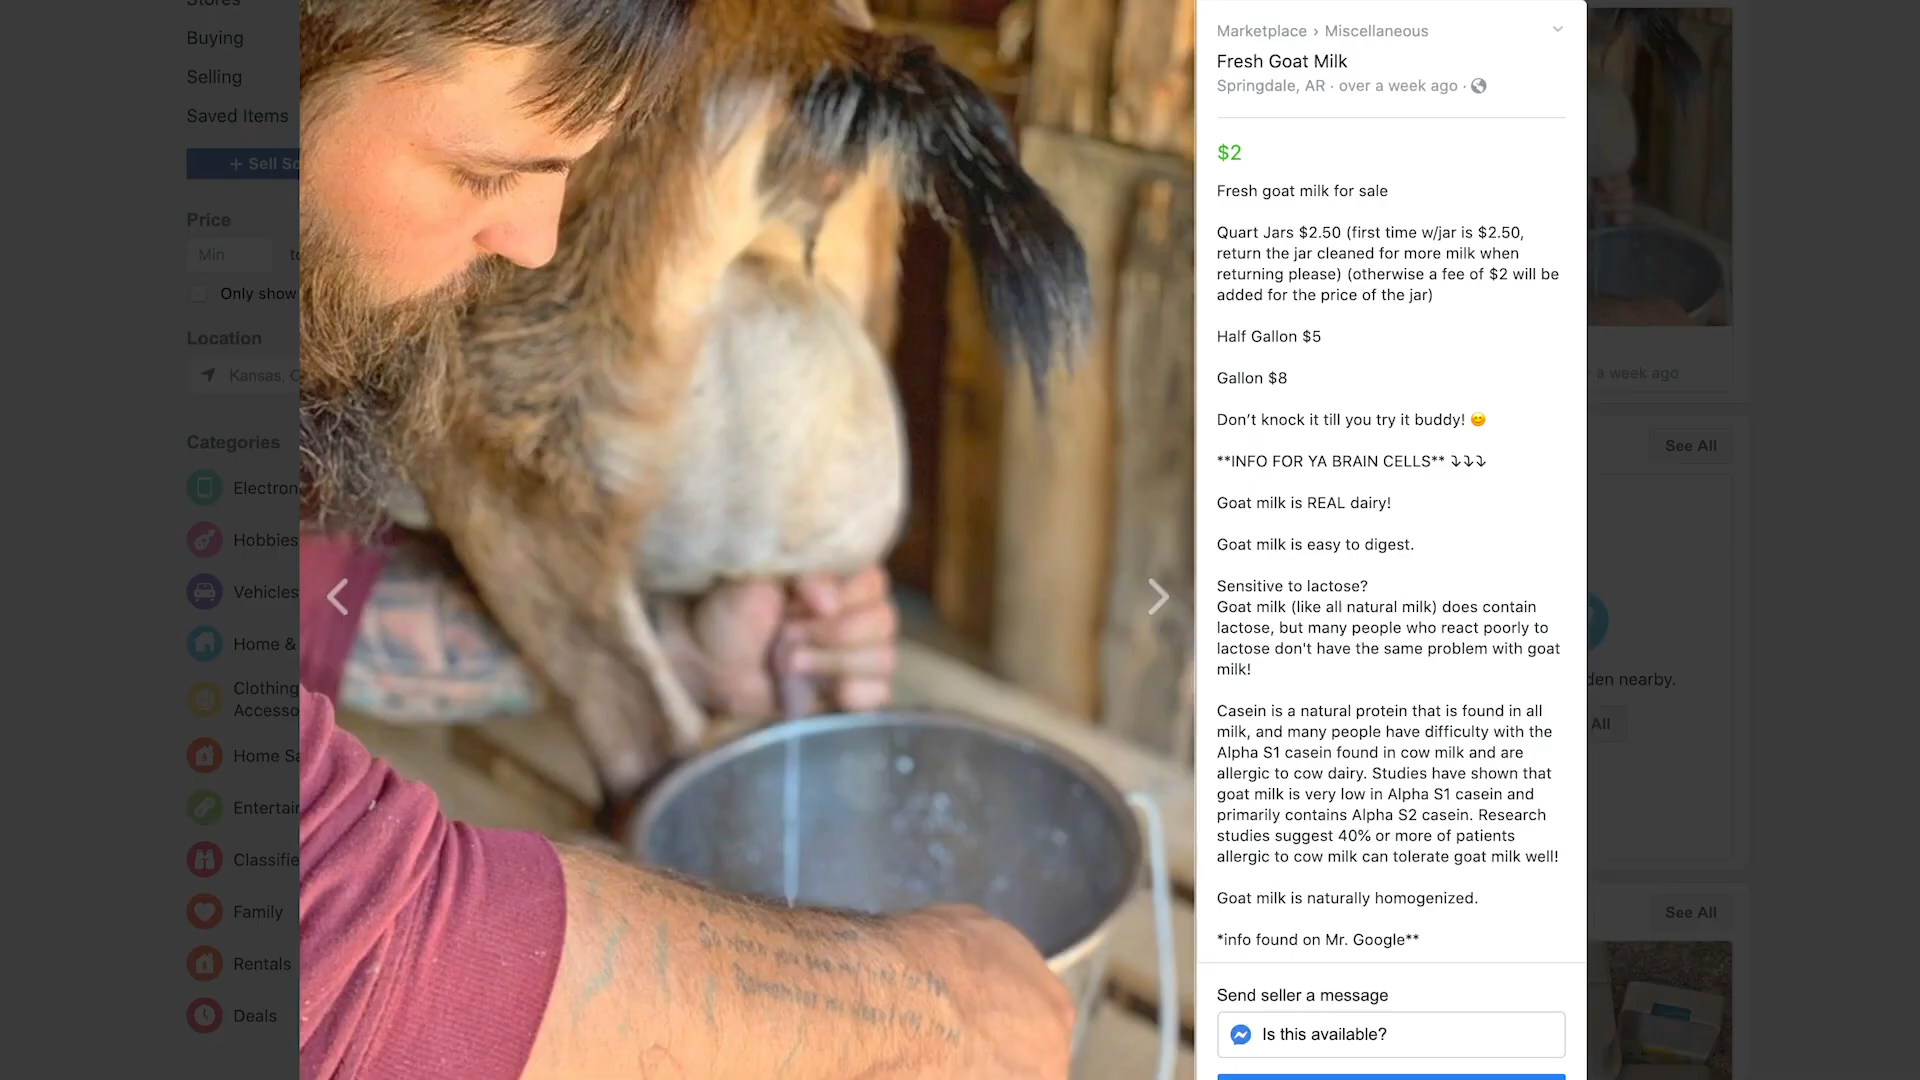 Stores
Buying
Selling
Saved Items
+ Sell So
Price
Min
to
Only show
Location
Kansas, C
Categories
Electron
Hobbies
Vehicles
Home &
Clothing
Accesso
Home Sa
Entertai
Classifie
Family
Rentals
Deals
Marketplace › Miscellaneous
Fresh Goat Milk
Springdale, AR · over a week ago ·
$2
Fresh goat milk for sale
Quart Jars $2.50 (first time w/jar is $2.50,
return the jar cleaned for more milk when
returning please) (otherwise a fee of $2 will be
added for the price of the jar)
Half Gallon $5
Gallon $8
Don’t knock it till you try it buddy! 😊
**INFO FOR YA BRAIN CELLS** ⤵⤵⤵
Goat milk is REAL dairy!
Goat milk is easy to digest.
Sensitive to lactose?
Goat milk (like all natural milk) does contain
lactose, but many people who react poorly to
lactose don't have the same problem with goat
milk!
Casein is a natural protein that is found in all
milk, and many people have difficulty with the
Alpha S1 casein found in cow milk and are
allergic to cow dairy. Studies have shown that
goat milk is very low in Alpha S1 casein and
primarily contains Alpha S2 casein. Research
studies suggest 40% or more of patients
allergic to cow milk can tolerate goat milk well!
Goat milk is naturally homogenized.
*info found on Mr. Google**
Send seller a message
Is this available?
a week ago
See All
den nearby.
All
See All